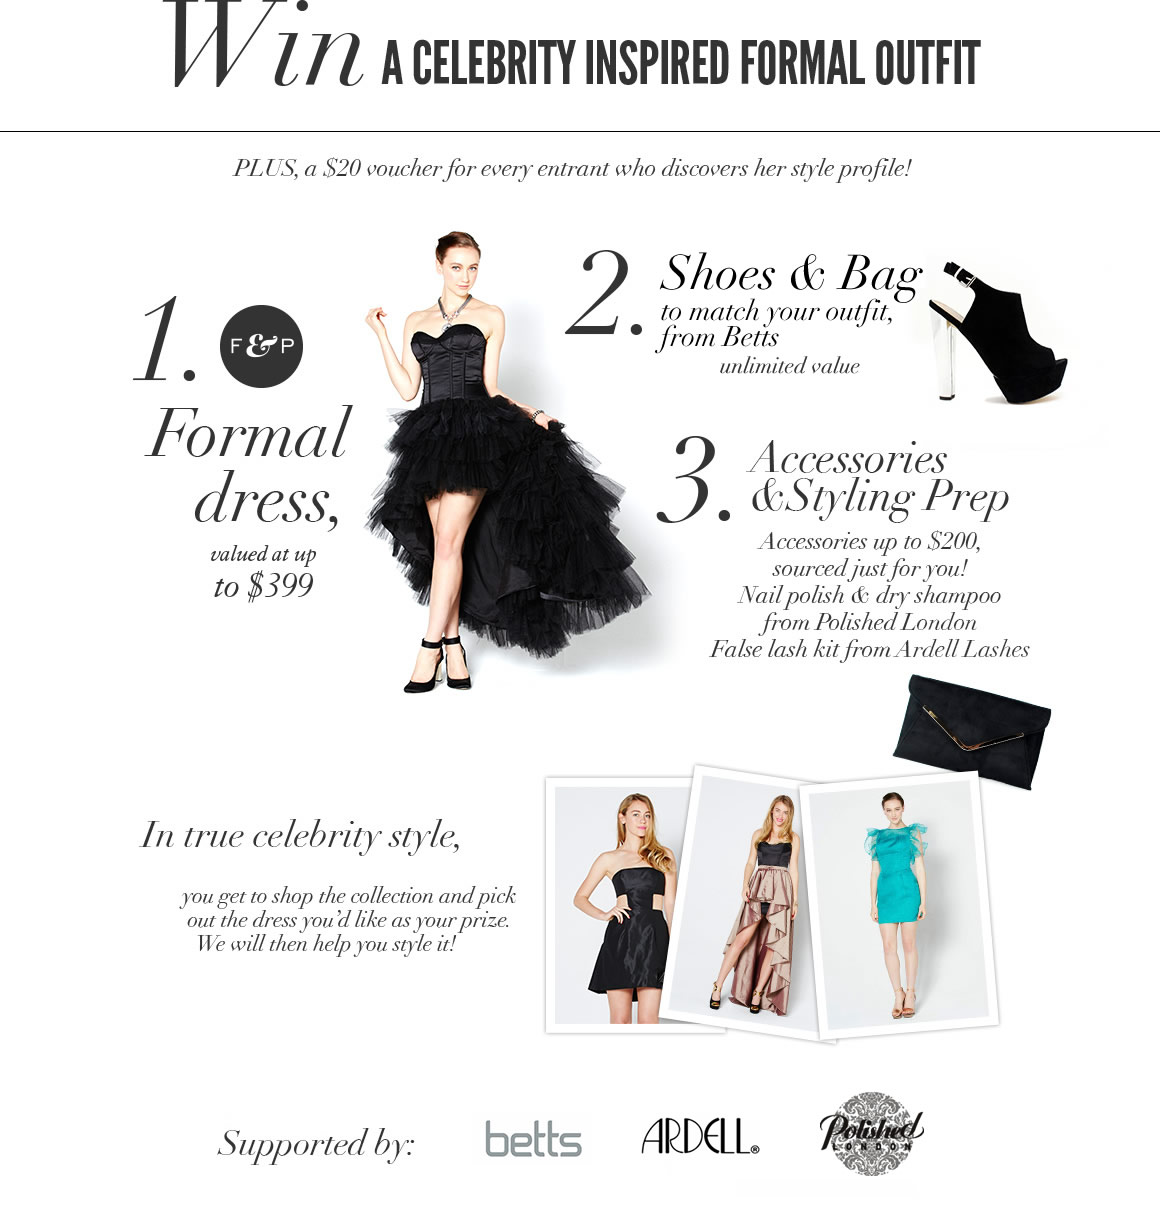 Win A CELEBRITY INSPIRED FORMAL OUTFIT
PLUS, a $20 voucher for every entrant who discovers her style profile!
1.
F & P
Formal
dress,
valued at up
to $399
2.
Shoes & Bag
to match your outfit,
from Betts
unlimited value
3.
Accessories
&Styling Prep
Accessories up to $200,
sourced just for you!
Nail polish & dry shampoo
from Polished London
False lash kit from Ardell Lashes
In true celebrity style,
you get to shop the collection and pick
out the dress you'd like as your prize.
We will then help you style it!
Supported by:
betts
ARDELL®
Polished
LONDON